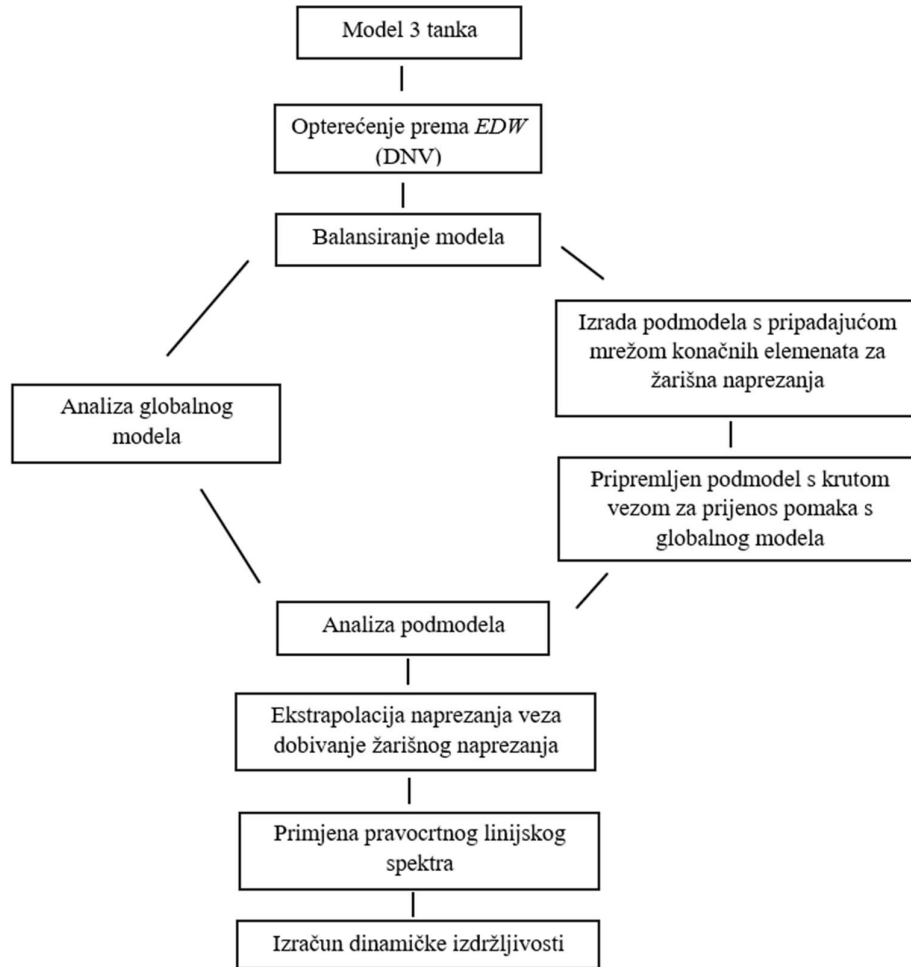 Model 3 tanka
Opterećenje prema EDW
(DNV)
Balansiranje modela
Izrada podmodela s pripadajućom
mrežom konačnih elemenata za
žarišna naprezanja
Analiza globalnog
modela
Pripremljen podmodel s krutom
vezom za prijenos pomaka s
globalnog modela
Analiza podmodela
Ekstrapolacija naprezanja veza
dobivanje žarišnog naprezanja
Primjena pravocrtnog linijskog
spektra
Izračun dinamičke izdržljivosti